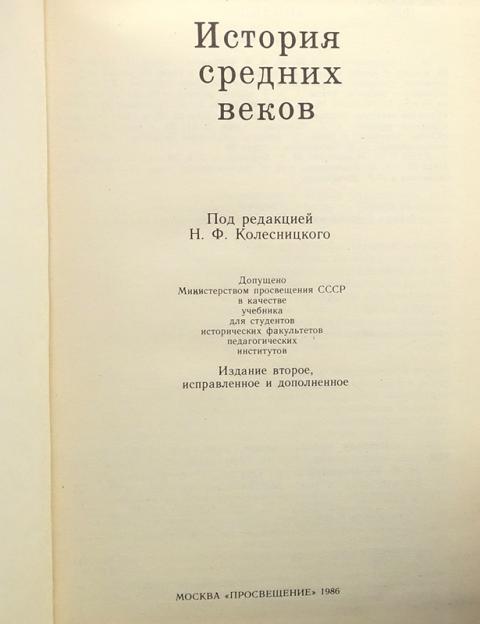 История
средних
веков
Под редакцией
Н. Ф. Колесницкого
Допущено
Министерством просвещения СССР
в качестве
учебника
для студентов
исторических факультетов
педагогических
институтов
Издание второе,
исправленное и дополненное
МОСКВА «ПРОСВЕЩЕНИЕ» 1986